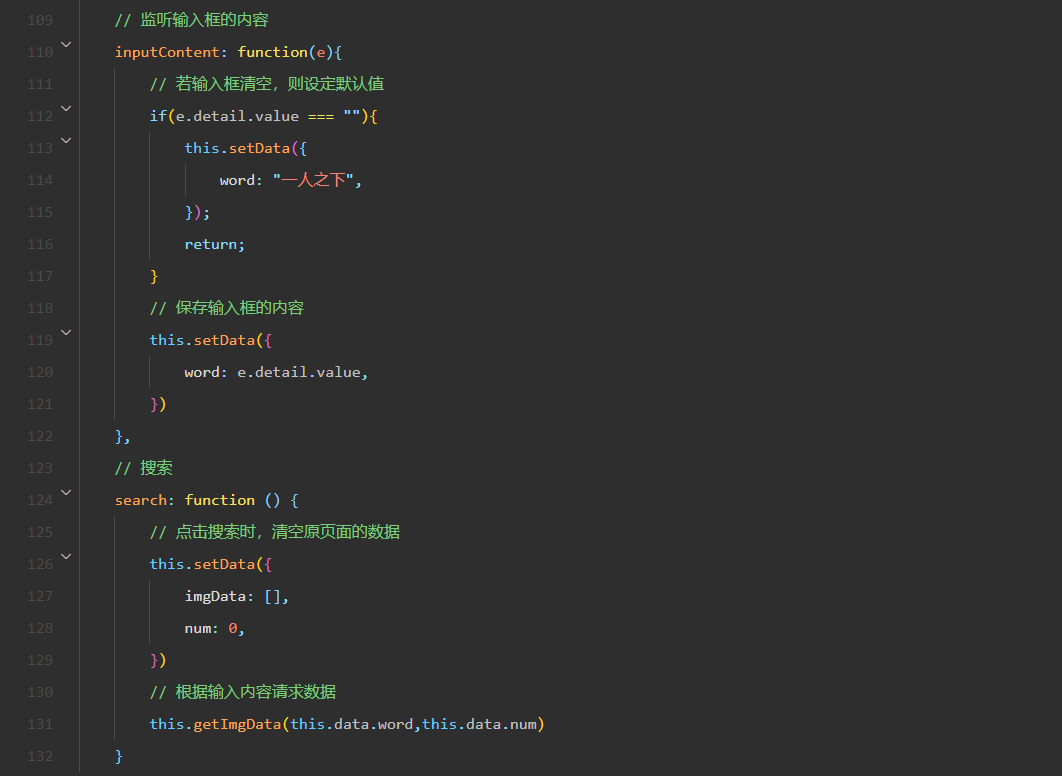 109 // 监听输入框的内容
110 inputContent: function(e){
111 // 若输入框清空，则设定默认值
112 if(e.detail.value === ""){
113 this.setData({
114 word: "一人之下",
115 });
116 return;
117 }
118 // 保存输入框的内容
119 this.setData({
120 word: e.detail.value,
121 })
122 },
123 // 搜索
124 search: function () {
125 // 点击搜索时，清空原页面的数据
126 this.setData({
127 imgData: [],
128 num: 0,
129 })
130 // 根据输入内容请求数据
131 this.getImgData(this.data.word,this.data.num)
132 }